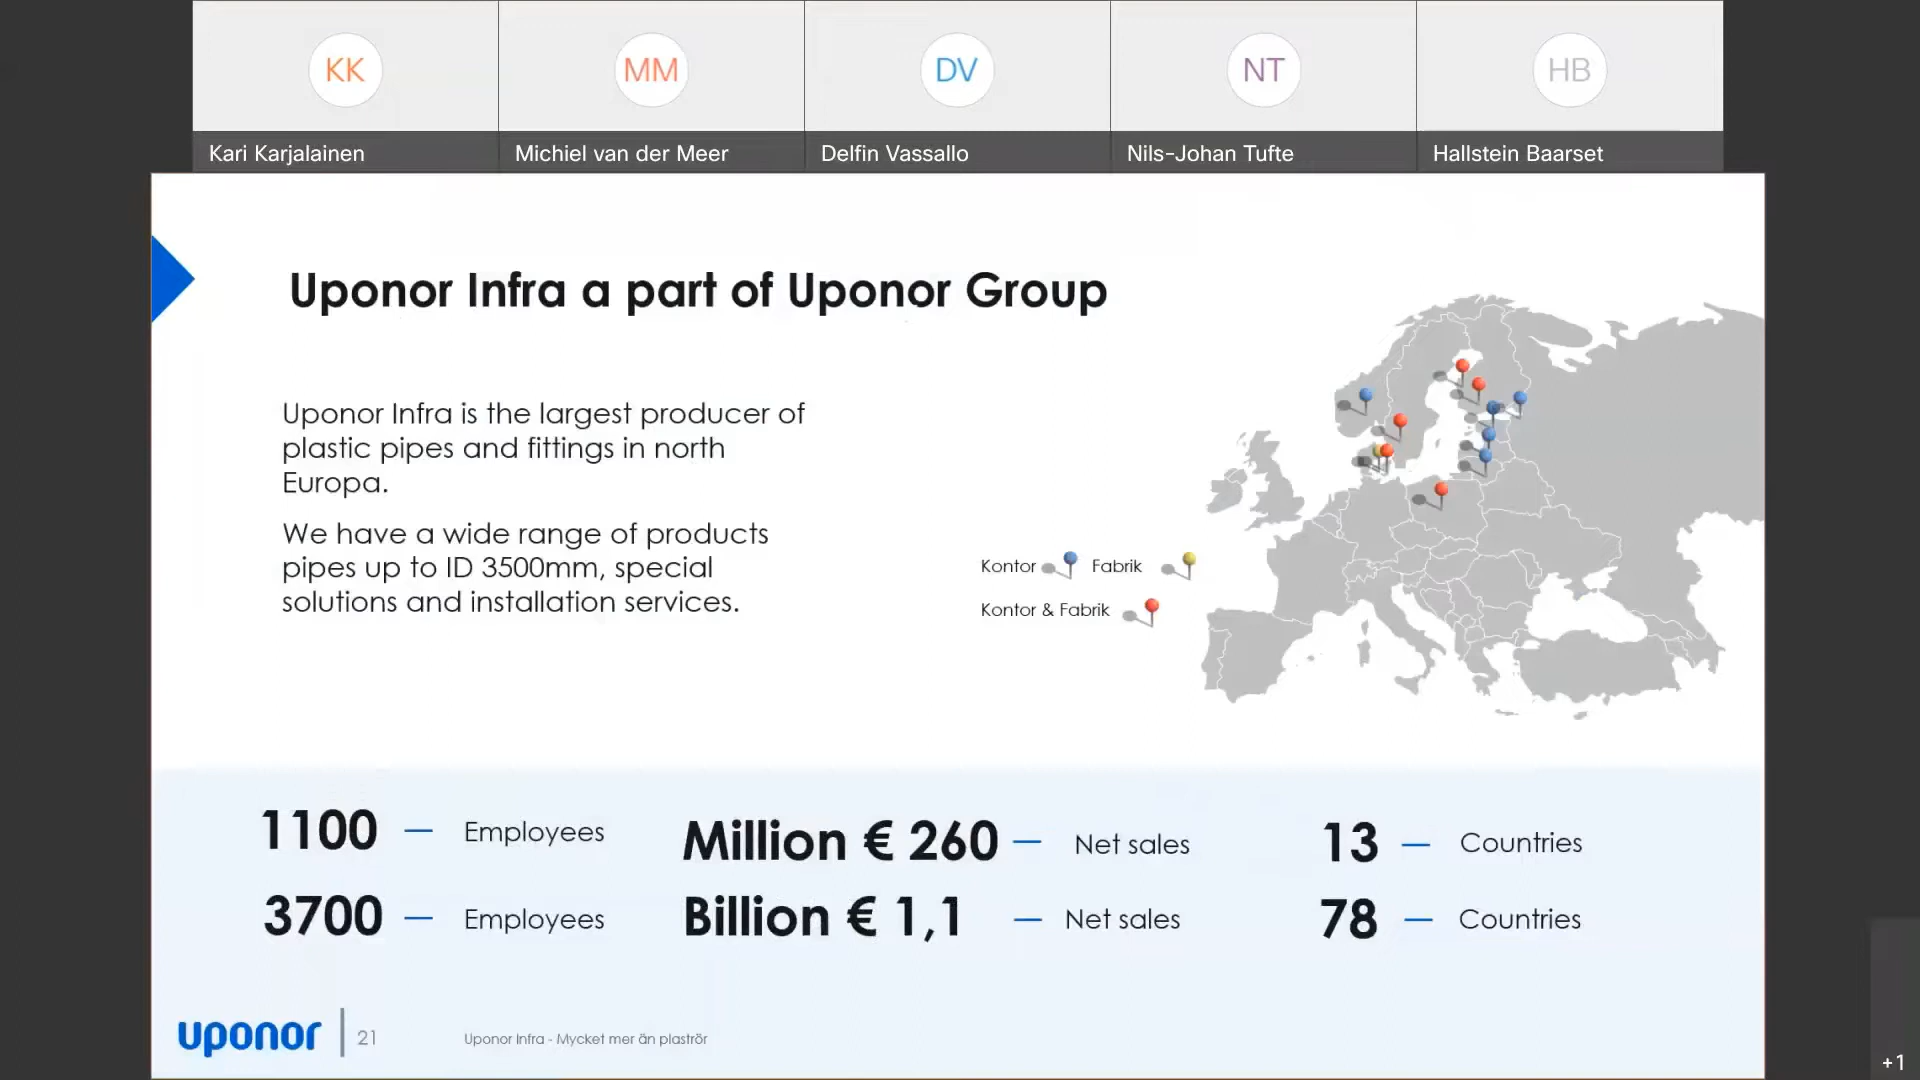 KK
MM
DV
NT
HB
Kari Karjalainen
Michiel van der Meer
Delfin Vassallo
Nils-Johan Tufte
Hallstein Baarset
Uponor Infra a part of Uponor Group
Uponor Infra is the largest producer of
plastic pipes and fittings in north
Europa.
We have a wide range of products
pipes up to ID 3500mm, special
solutions and installation services.
Kontor
Fabrik
Kontor & Fabrik
1100 — Employees
Million € 260 — Net sales
13 — Countries
3700 — Employees
Billion € 1,1 — Net sales
78 — Countries
uponor
21
Uponor Infra - Mycket mer än plaströr
+1